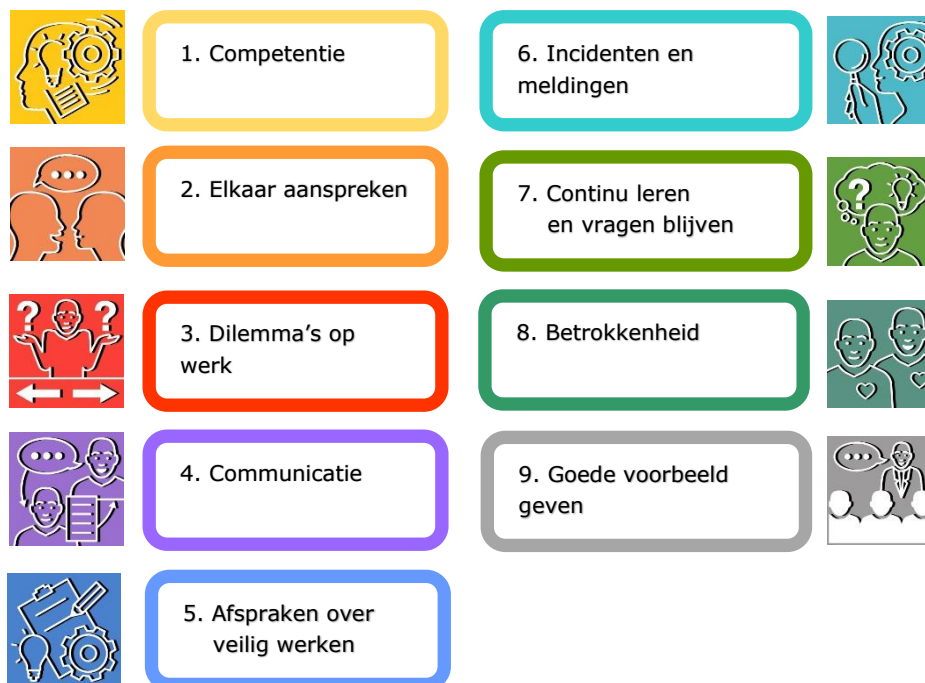 1. Competentie
2. Elkaar aanspreken
3. Dilemma’s op
werk
4. Communicatie
5. Afspraken over
veilig werken
6. Incidenten en
meldingen
7. Continu leren
en vragen blijven
8. Betrokkenheid
9. Goede voorbeeld
geven